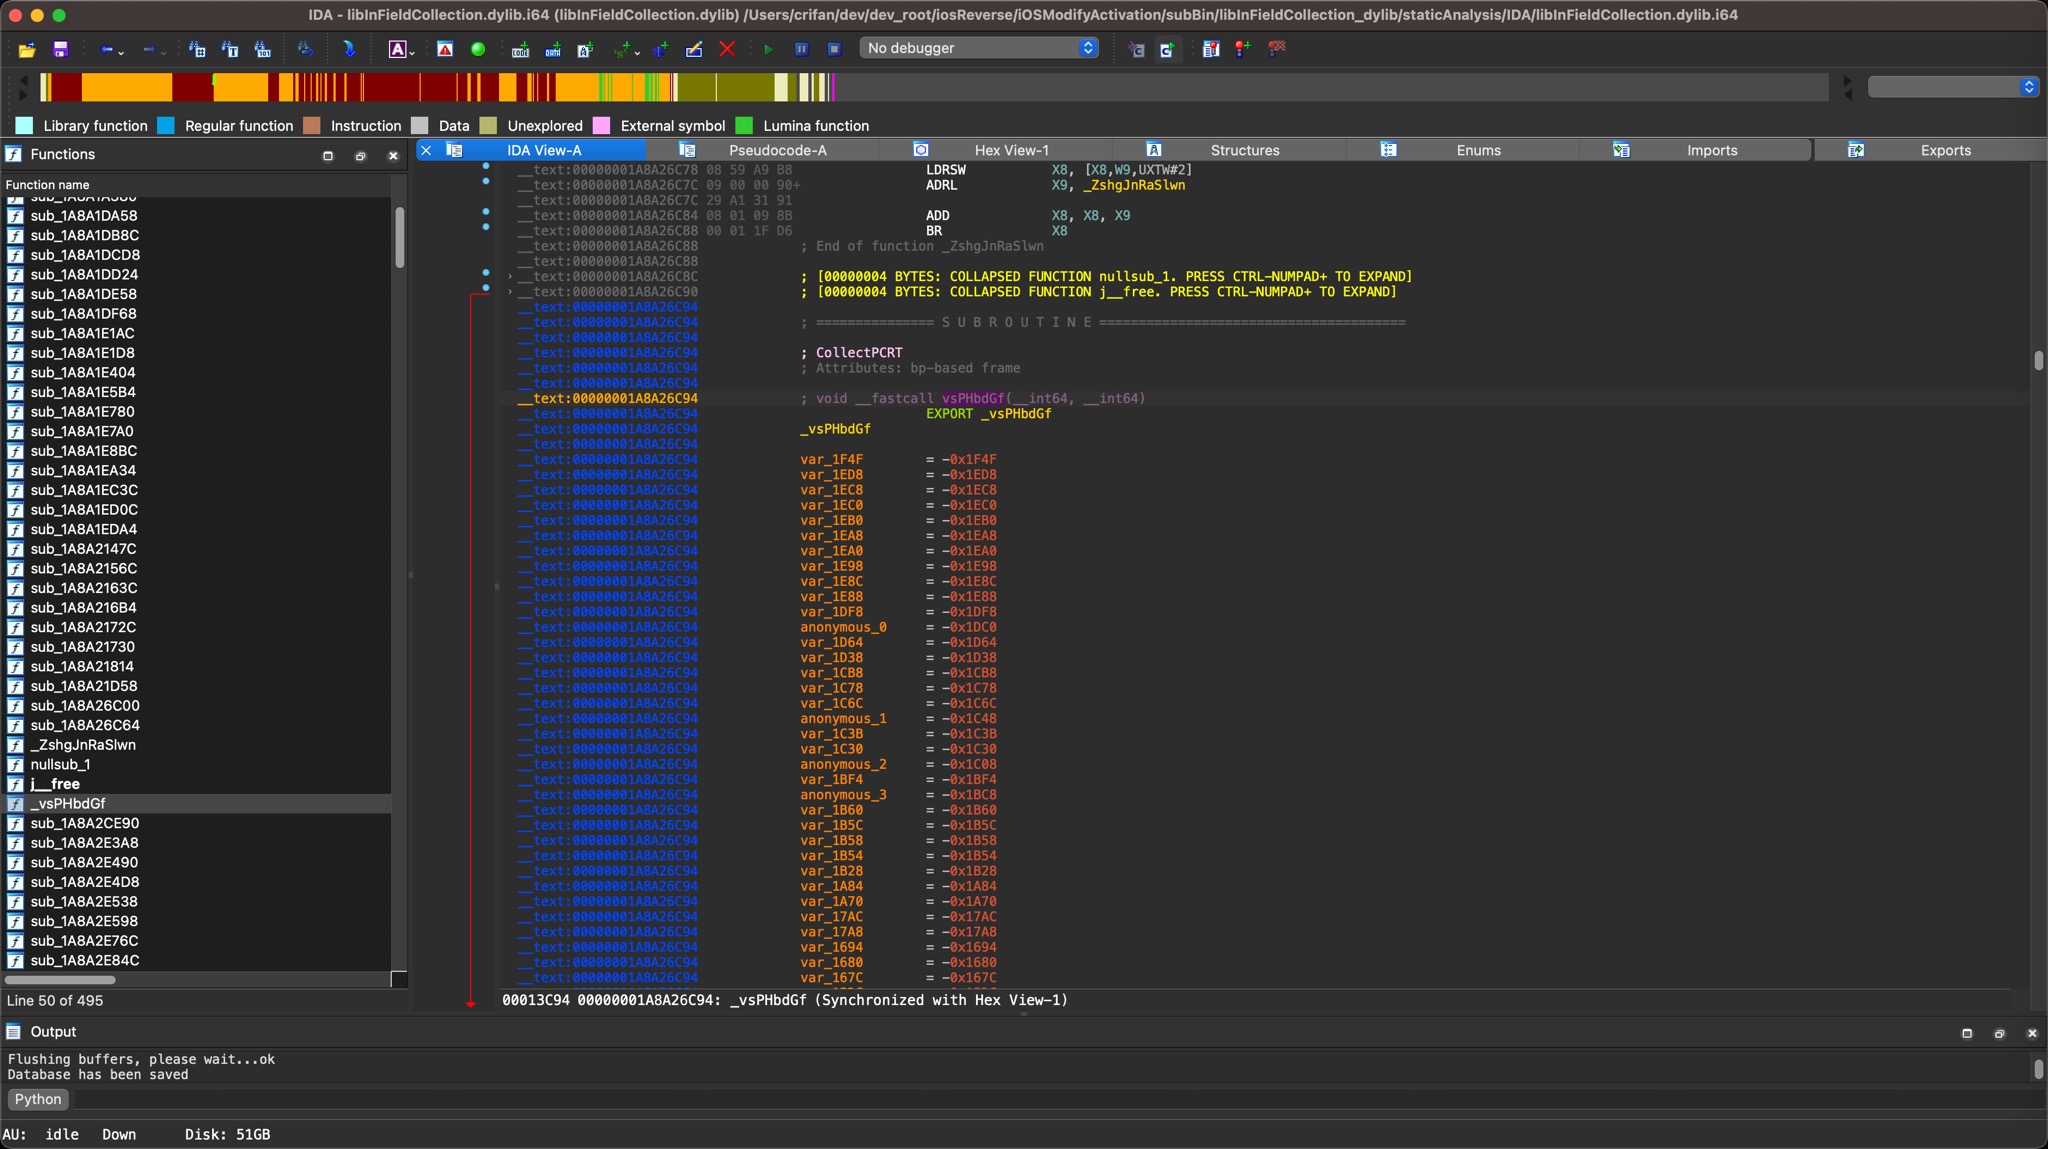 IDA - libInFieldCollection.dylib.i64 (libInFieldCollection.dylib) /Users/crifan/dev/dev_root/iosReverse/iOSModifyActivation/subBin/libInFieldCollection_dylib/staticAnalysis/IDA/libInFieldCollection.dylib.i64
No debugger
Library function Regular function Instruction Data Unexplored External symbol Lumina function
Functions
Function name
sub_1A8A1DA58
sub_1A8A1DB8C
sub_1A8A1DCD8
sub_1A8A1DD24
sub_1A8A1DE58
sub_1A8A1DF68
sub_1A8A1E1AC
sub_1A8A1E1D8
sub_1A8A1E404
sub_1A8A1E5B4
sub_1A8A1E780
sub_1A8A1E7A0
sub_1A8A1E8BC
sub_1A8A1EA34
sub_1A8A1EC3C
sub_1A8A1ED0C
sub_1A8A1EDA4
sub_1A8A2147C
sub_1A8A2156C
sub_1A8A2163C
sub_1A8A216B4
sub_1A8A2172C
sub_1A8A21730
sub_1A8A21814
sub_1A8A21D58
sub_1A8A26C00
sub_1A8A26C64
_ZshgJnRaSlwn
nullsub_1
j__free
_vsPHbdGf
sub_1A8A2CE90
sub_1A8A2E3A8
sub_1A8A2E490
sub_1A8A2E4D8
sub_1A8A2E538
sub_1A8A2E598
sub_1A8A2E76C
sub_1A8A2E84C
Line 50 of 495
IDA View-A Pseudocode-A Hex View-1 Structures Enums Imports Exports
__text:00000001A8A26C78 08 59 A9 B8 LDRSW X8, [X8,W9,UXTW#2]
__text:00000001A8A26C7C 09 00 00 90+ ADRL X9, _ZshgJnRaSlwn
__text:00000001A8A26C7C 29 A1 31 91
__text:00000001A8A26C84 08 01 09 8B ADD X8, X8, X9
__text:00000001A8A26C88 00 01 1F D6 BR X8
__text:00000001A8A26C88 ; End of function _ZshgJnRaSlwn
__text:00000001A8A26C88
__text:00000001A8A26C8C ; [00000004 BYTES: COLLAPSED FUNCTION nullsub_1. PRESS CTRL-NUMPAD+ TO EXPAND]
__text:00000001A8A26C90 ; [00000004 BYTES: COLLAPSED FUNCTION j__free. PRESS CTRL-NUMPAD+ TO EXPAND]
__text:00000001A8A26C94
__text:00000001A8A26C94 ; =============== S U B R O U T I N E =======================================
__text:00000001A8A26C94
__text:00000001A8A26C94 ; CollectPCRT
__text:00000001A8A26C94 ; Attributes: bp-based frame
__text:00000001A8A26C94
__text:00000001A8A26C94 ; void __fastcall vsPHbdGf(__int64, __int64)
__text:00000001A8A26C94 EXPORT _vsPHbdGf
__text:00000001A8A26C94 _vsPHbdGf
__text:00000001A8A26C94
__text:00000001A8A26C94 var_1F4F = -0x1F4F
__text:00000001A8A26C94 var_1ED8 = -0x1ED8
__text:00000001A8A26C94 var_1EC8 = -0x1EC8
__text:00000001A8A26C94 var_1EC0 = -0x1EC0
__text:00000001A8A26C94 var_1EB0 = -0x1EB0
__text:00000001A8A26C94 var_1EA8 = -0x1EA8
__text:00000001A8A26C94 var_1EA0 = -0x1EA0
__text:00000001A8A26C94 var_1E98 = -0x1E98
__text:00000001A8A26C94 var_1E8C = -0x1E8C
__text:00000001A8A26C94 var_1E88 = -0x1E88
__text:00000001A8A26C94 var_1DF8 = -0x1DF8
__text:00000001A8A26C94 anonymous_0 = -0x1DC0
__text:00000001A8A26C94 var_1D64 = -0x1D64
__text:00000001A8A26C94 var_1D38 = -0x1D38
__text:00000001A8A26C94 var_1CB8 = -0x1CB8
__text:00000001A8A26C94 var_1C78 = -0x1C78
__text:00000001A8A26C94 var_1C6C = -0x1C6C
__text:00000001A8A26C94 anonymous_1 = -0x1C48
__text:00000001A8A26C94 var_1C3B = -0x1C3B
__text:00000001A8A26C94 var_1C30 = -0x1C30
__text:00000001A8A26C94 anonymous_2 = -0x1C08
__text:00000001A8A26C94 var_1BF4 = -0x1BF4
__text:00000001A8A26C94 anonymous_3 = -0x1BC8
__text:00000001A8A26C94 var_1B60 = -0x1B60
__text:00000001A8A26C94 var_1B5C = -0x1B5C
__text:00000001A8A26C94 var_1B58 = -0x1B58
__text:00000001A8A26C94 var_1B54 = -0x1B54
__text:00000001A8A26C94 var_1B28 = -0x1B28
__text:00000001A8A26C94 var_1A84 = -0x1A84
__text:00000001A8A26C94 var_1A70 = -0x1A70
__text:00000001A8A26C94 var_17AC = -0x17AC
__text:00000001A8A26C94 var_17A8 = -0x17A8
__text:00000001A8A26C94 var_1694 = -0x1694
__text:00000001A8A26C94 var_1680 = -0x1680
__text:00000001A8A26C94 var_167C = -0x167C
00013C94 00000001A8A26C94: _vsPHbdGf (Synchronized with Hex View-1)
Output
Flushing buffers, please wait...ok
Database has been saved
Python
AU: idle Down Disk: 51GB